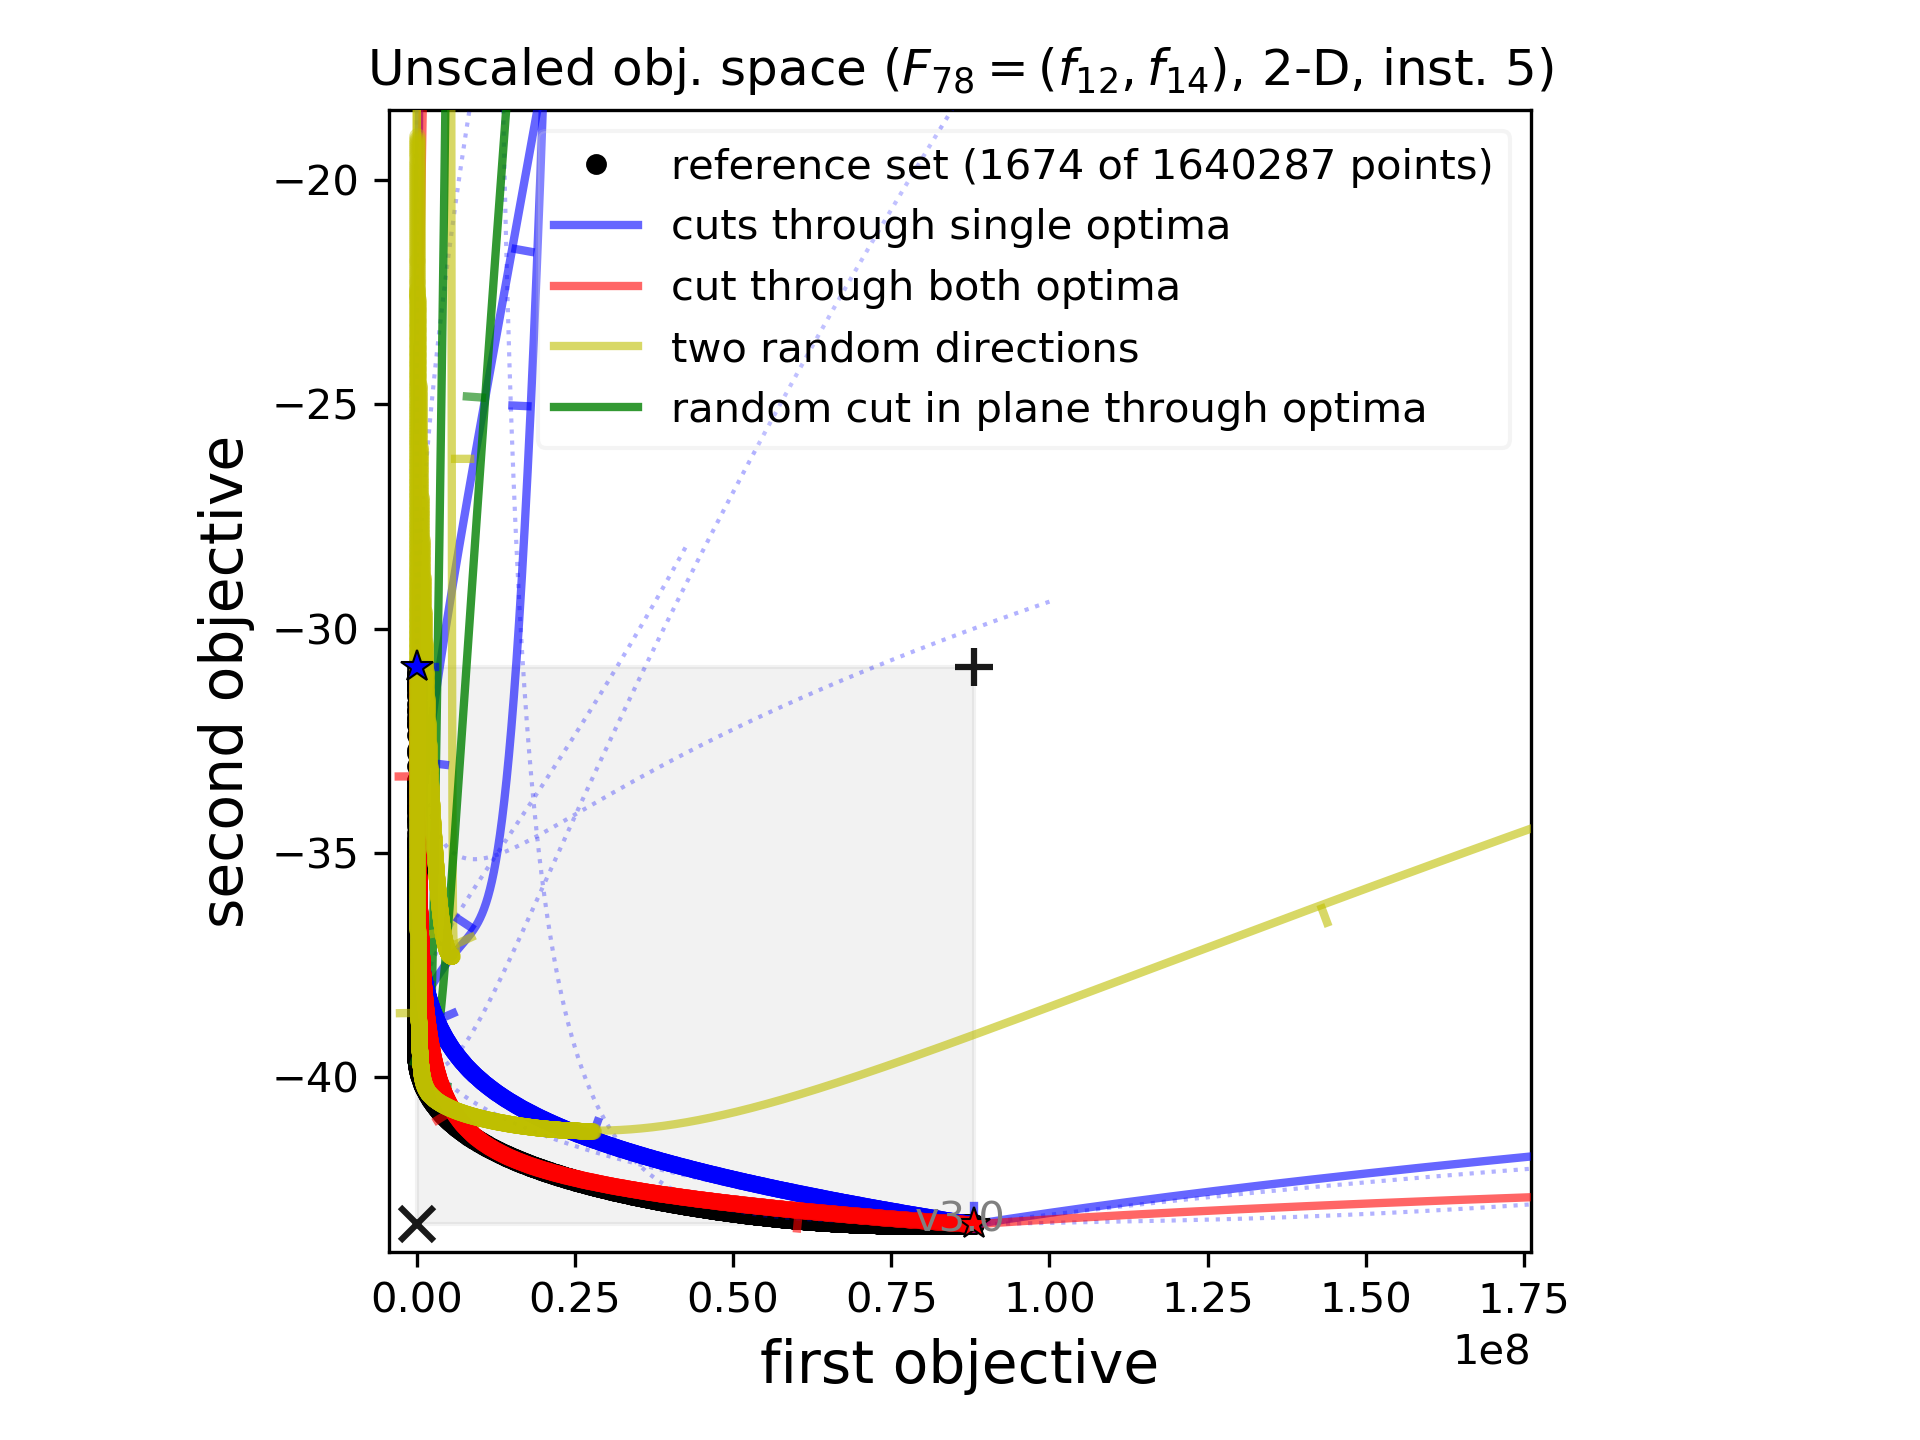 Unscaled obj. space (F78 = (f12, f14), 2-D, inst. 5)
reference set (1674 of 1640287 points)
cuts through single optima
cut through both optima
two random directions
random cut in plane through optima
second objective
−20
−25
−30
−35
−40
v3.0
0.00 0.25 0.50 0.75 1.00 1.25 1.50 1.75
1e8
first objective